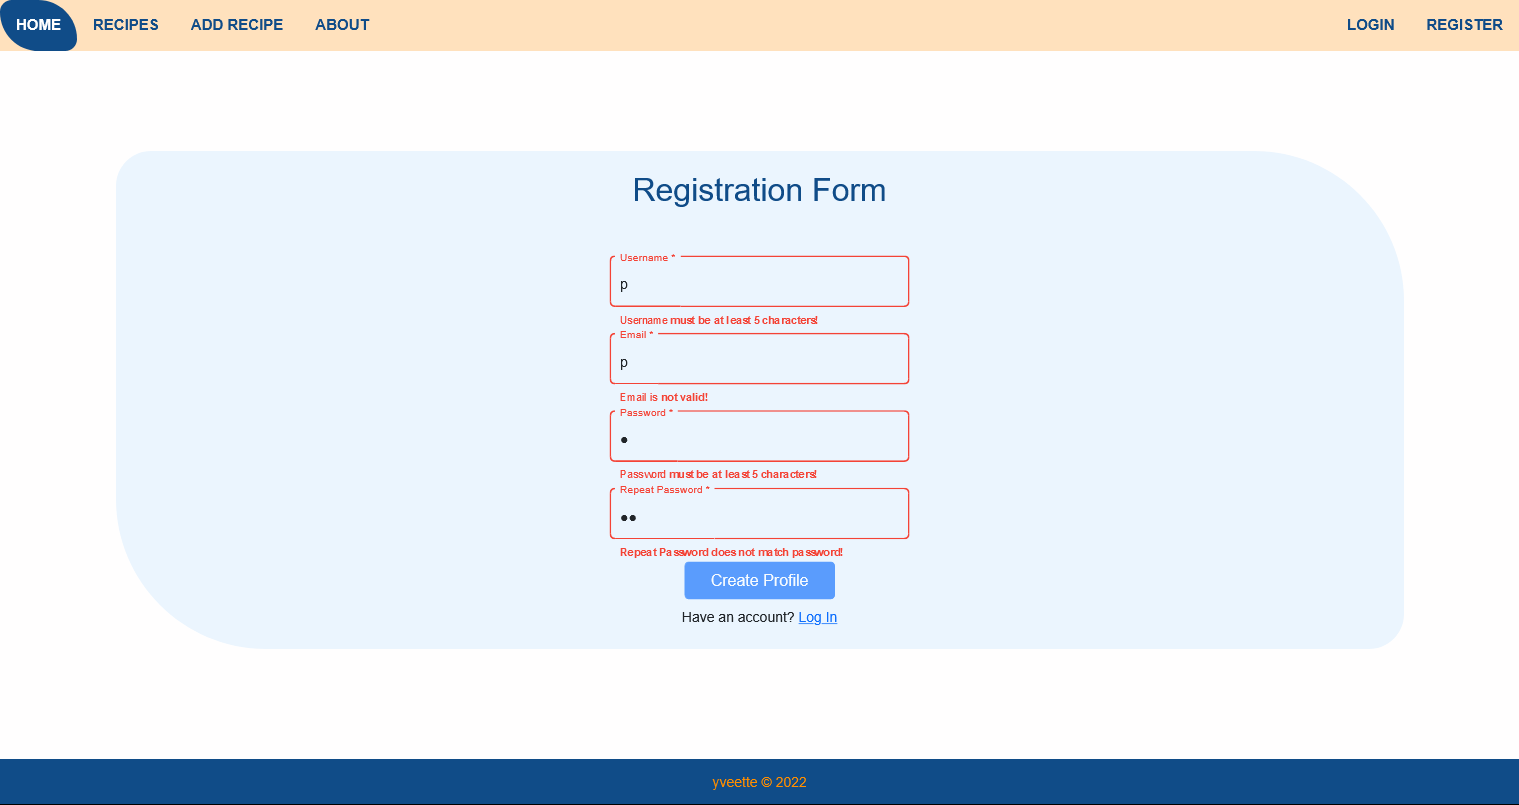 HOME RECIPES ADD RECIPE ABOUT LOGIN REGISTER
Registration Form
Username *
p
Username must be at least 5 characters!
Email *
p
Email is not valid!
Password *
●
Password must be at least 5 characters!
Repeat Password *
●●
Repeat Password does not match password!
Create Profile
Have an account? Log In
yveette © 2022